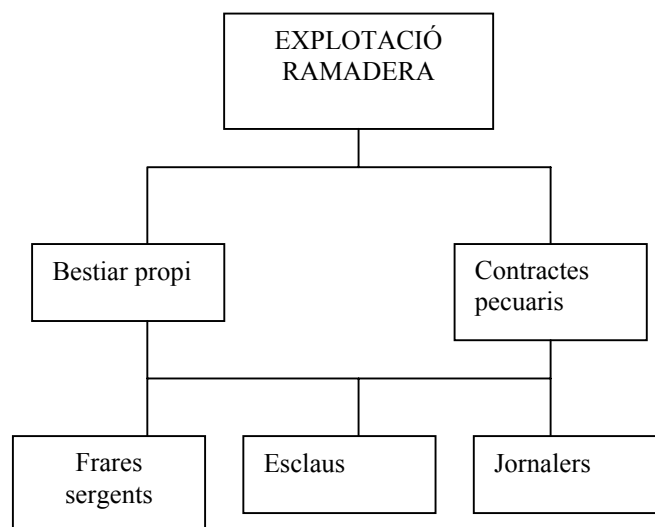 EXPLOTACIÓ
RAMADERA
Bestiar propi
Contractes
pecuaris
Frares
sergents
Esclaus
Jornalers